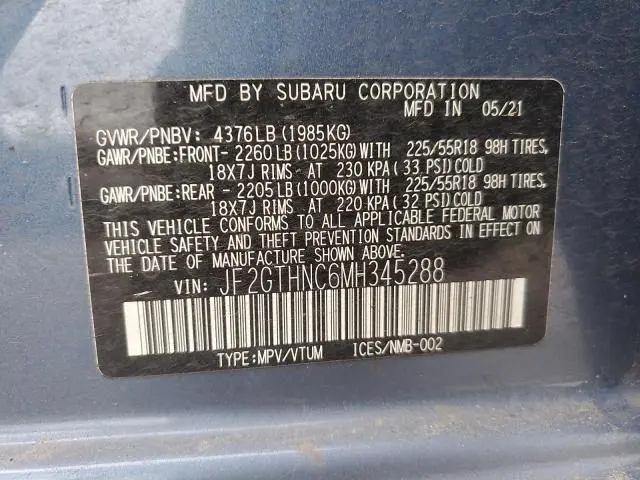 MFD BY SUBARU CORPORATION
MFD IN 05/21
GVWR/PNBV: 4376LB(1985KG)
GAWR/PNBE:FRONT- 2260LB(1025KG)WITH 225/55R18 98H TIRES,
18X7J RIMS AT 230 KPA(33 PSI)COLD
GAWR/PNBE:REAR - 2205LB(1000KG)WITH 225/55R18 98H TIRES,
18X7J RIMS AT 220 KPA(32 PSI)COLD
THIS VEHICLE CONFORMS TO ALL APPLICABLE FEDERAL MOTOR
VEHICLE SAFETY AND THEFT PREVENTION STANDARDS IN EFFECT ON
THE DATE OF MANUFACTURE SHOWN ABOVE.
VIN: JF2GTHNC6MH345288
TYPE:MPV/VTUM ICES/NMB-002